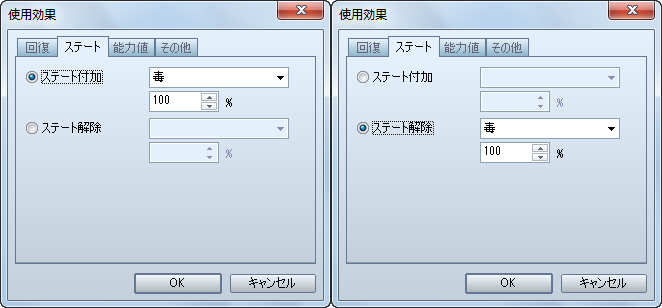 使用効果
回復 ステート 能力値 その他
ステート付加 毒
100 %
ステート解除
%
OK キャンセル
使用効果
回復 ステート 能力値 その他
ステート付加
%
ステート解除 毒
100 %
OK キャンセル